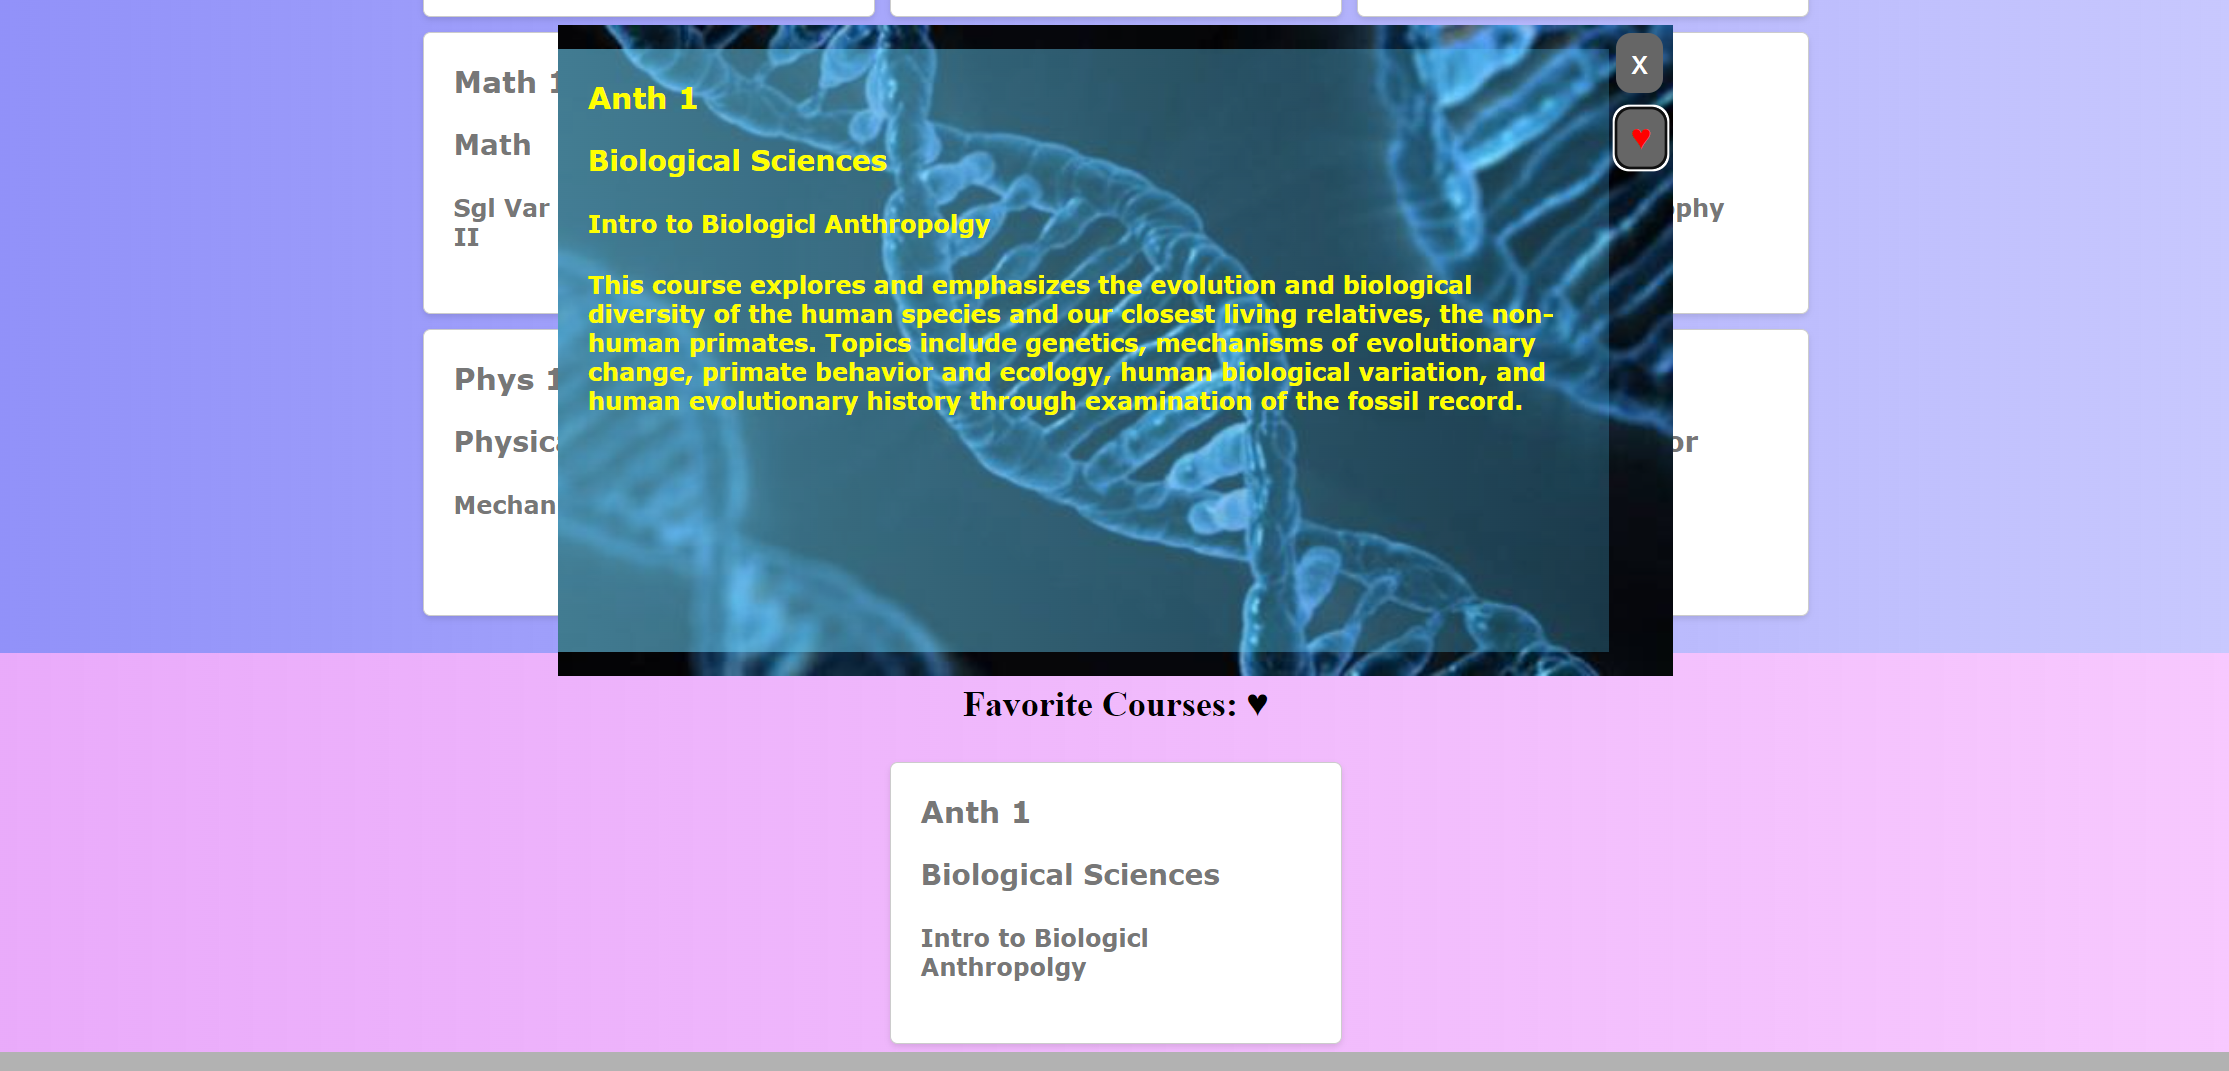 Math 1
Math
Sgl Var
II
Phys 1
Mechan
Anth 1
Biological Sciences
Intro to Biologicl Anthropolgy
This course explores and emphasizes the evolution and biological
diversity of the human species and our closest living relatives, the non-
human primates. Topics include genetics, mechanisms of evolutionary
change, primate behavior and ecology, human biological variation, and
human evolutionary history through examination of the fossil record.
X
♥
Favorite Courses: ♥
Anth 1
Biological Sciences
Intro to Biologicl
Anthropolgy